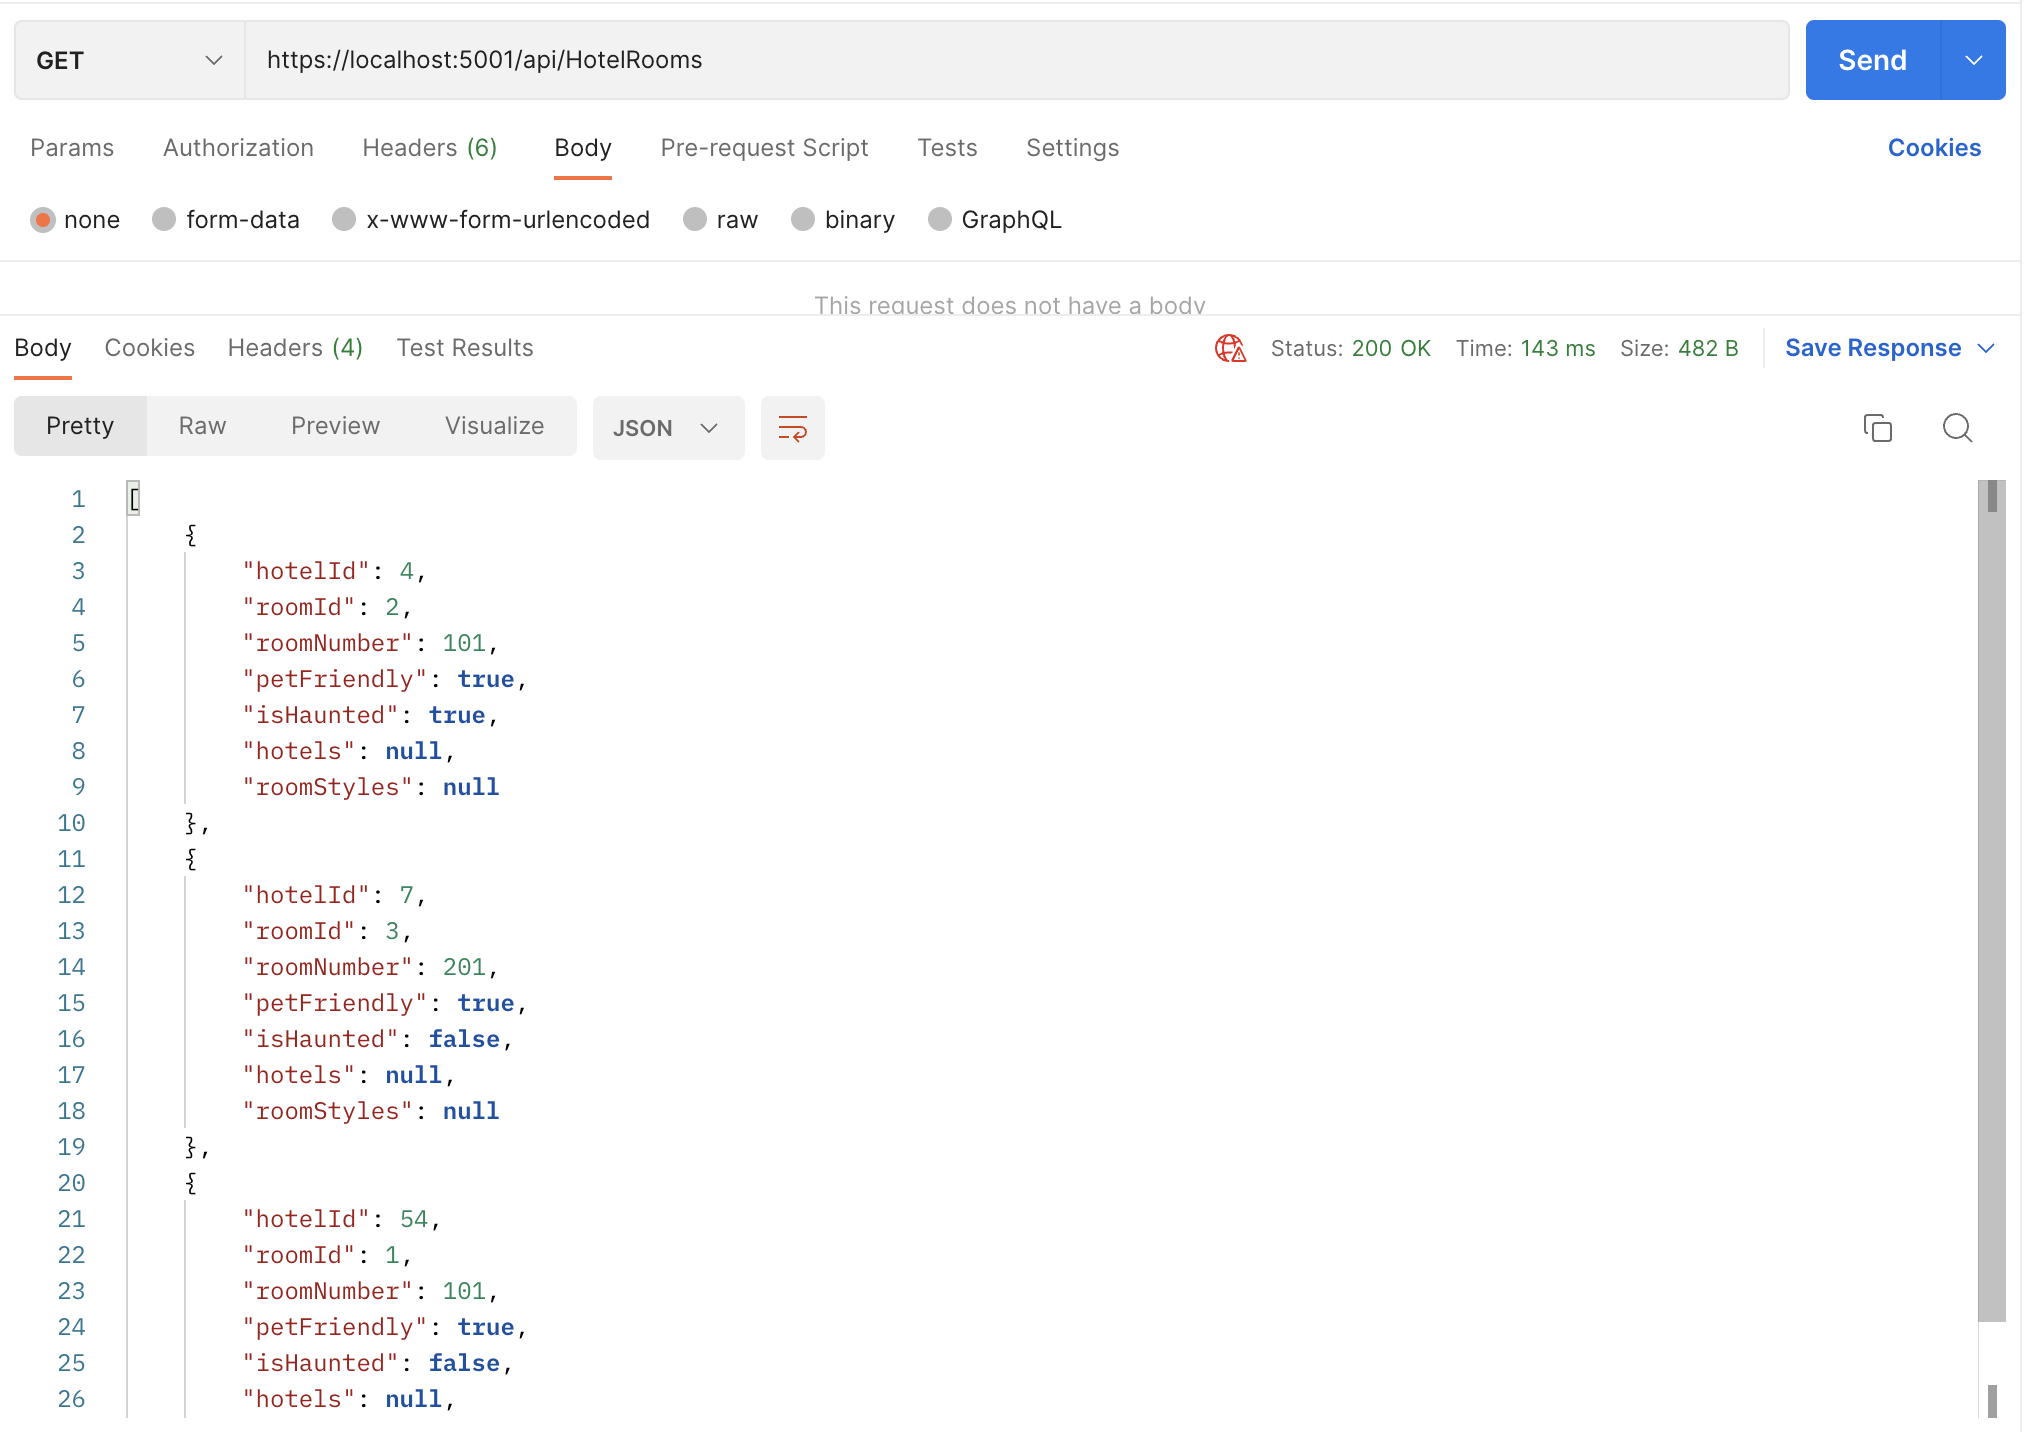 GET https://localhost:5001/api/HotelRooms Send
Params Authorization Headers (6) Body Pre-request Script Tests Settings Cookies
none form-data x-www-form-urlencoded raw binary GraphQL
This request does not have a body
Body Cookies Headers (4) Test Results Status: 200 OK Time: 143 ms Size: 482 B Save Response
Pretty Raw Preview Visualize JSON
1 [
2 {
3 "hotelId": 4,
4 "roomId": 2,
5 "roomNumber": 101,
6 "petFriendly": true,
7 "isHaunted": true,
8 "hotels": null,
9 "roomStyles": null
10 },
11 {
12 "hotelId": 7,
13 "roomId": 3,
14 "roomNumber": 201,
15 "petFriendly": true,
16 "isHaunted": false,
17 "hotels": null,
18 "roomStyles": null
19 },
20 {
21 "hotelId": 54,
22 "roomId": 1,
23 "roomNumber": 101,
24 "petFriendly": true,
25 "isHaunted": false,
26 "hotels": null,